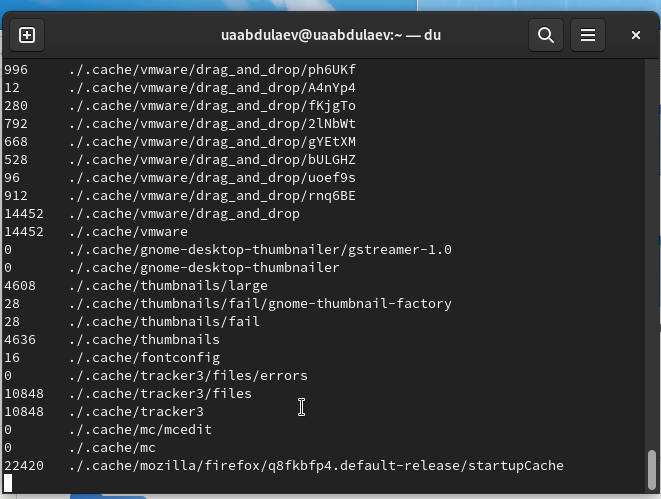 uaabdulaev@uaabdulaev:~ — du
996 ./.cache/vmware/drag_and_drop/ph6UKf
12 ./.cache/vmware/drag_and_drop/A4nYp4
280 ./.cache/vmware/drag_and_drop/fKjgTo
792 ./.cache/vmware/drag_and_drop/2lNbWt
668 ./.cache/vmware/drag_and_drop/gYEtXM
528 ./.cache/vmware/drag_and_drop/bULGHZ
96 ./.cache/vmware/drag_and_drop/uoef9s
912 ./.cache/vmware/drag_and_drop/rnq6BE
14452 ./.cache/vmware/drag_and_drop
14452 ./.cache/vmware
0 ./.cache/gnome-desktop-thumbnailer/gstreamer-1.0
0 ./.cache/gnome-desktop-thumbnailer
4608 ./.cache/thumbnails/large
28 ./.cache/thumbnails/fail/gnome-thumbnail-factory
28 ./.cache/thumbnails/fail
4636 ./.cache/thumbnails
16 ./.cache/fontconfig
0 ./.cache/tracker3/files/errors
10848 ./.cache/tracker3/files
10848 ./.cache/tracker3
0 ./.cache/mc/mcedit
0 ./.cache/mc
22420 ./.cache/mozilla/firefox/q8fkbfp4.default-release/startupCache